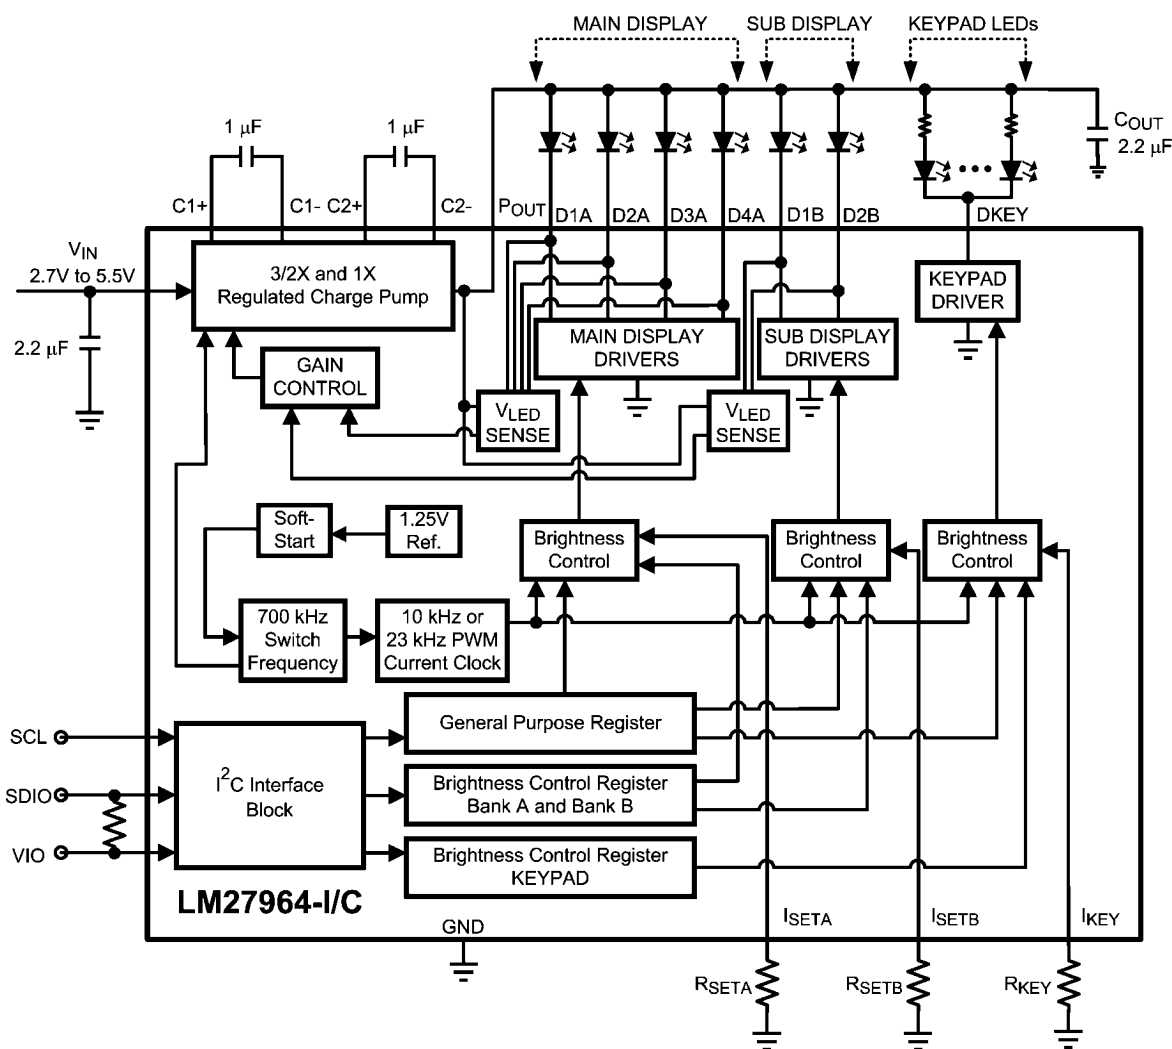 MAIN DISPLAY
SUB DISPLAY
KEYPAD LEDs
1 µF
1 µF
COUT
2.2 µF
C1+
C1-
C2+
C2-
POUT
D1A
D2A
D3A
D4A
D1B
D2B
DKEY
VIN
2.7V to 5.5V
3/2X and 1X
Regulated Charge Pump
KEYPAD
DRIVER
2.2 µF
MAIN DISPLAY
DRIVERS
SUB DISPLAY
DRIVERS
GAIN
CONTROL
VLED
SENSE
VLED
SENSE
Soft-
Start
1.25V
Ref.
Brightness
Control
Brightness
Control
Brightness
Control
700 kHz
Switch
Frequency
10 kHz or
23 kHz PWM
Current Clock
General Purpose Register
SCL
SDIO
VIO
I2C Interface
Block
Brightness Control Register
Bank A and Bank B
Brightness Control Register
KEYPAD
LM27964-I/C
GND
ISETA
ISETB
IKEY
RSETA
RSETB
RKEY